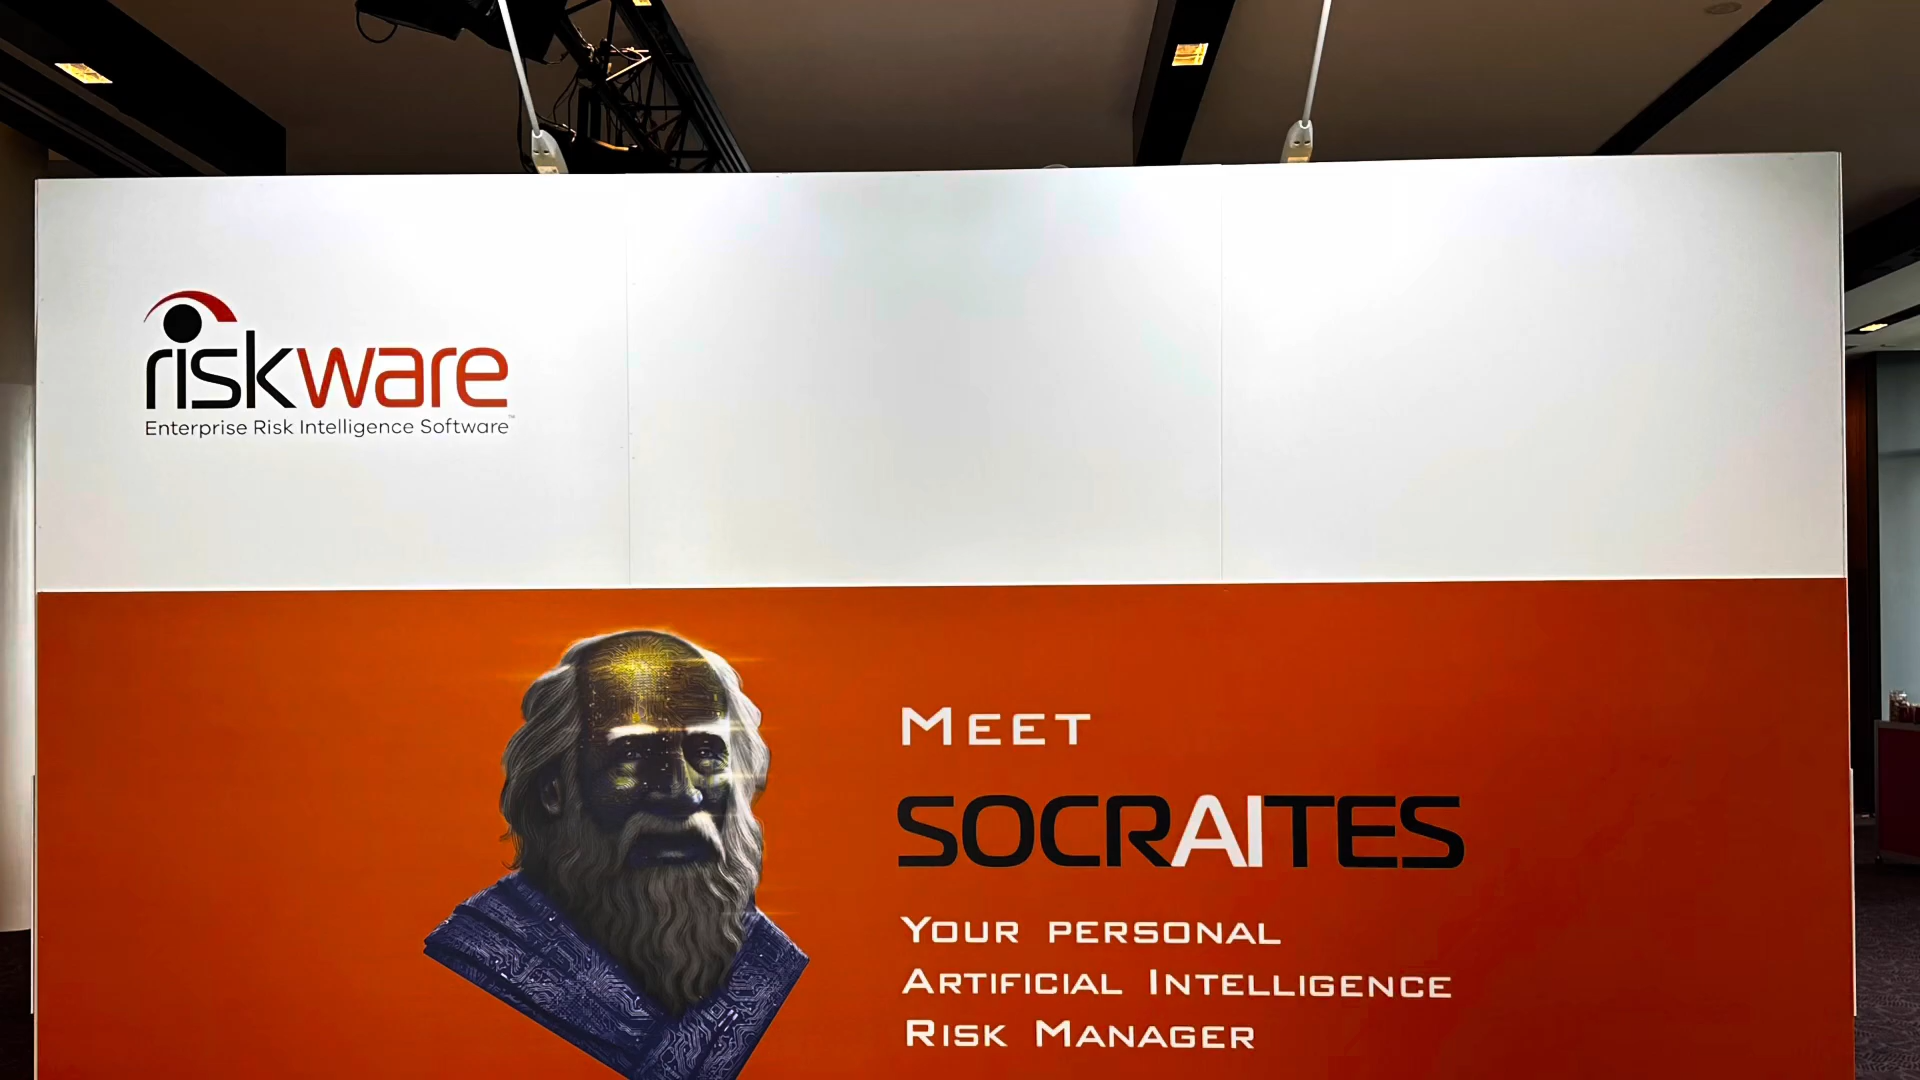 riskware
Enterprise Risk Intelligence Software™
MEET
SOCRAITES
YOUR PERSONAL
ARTIFICIAL INTELLIGENCE
RISK MANAGER